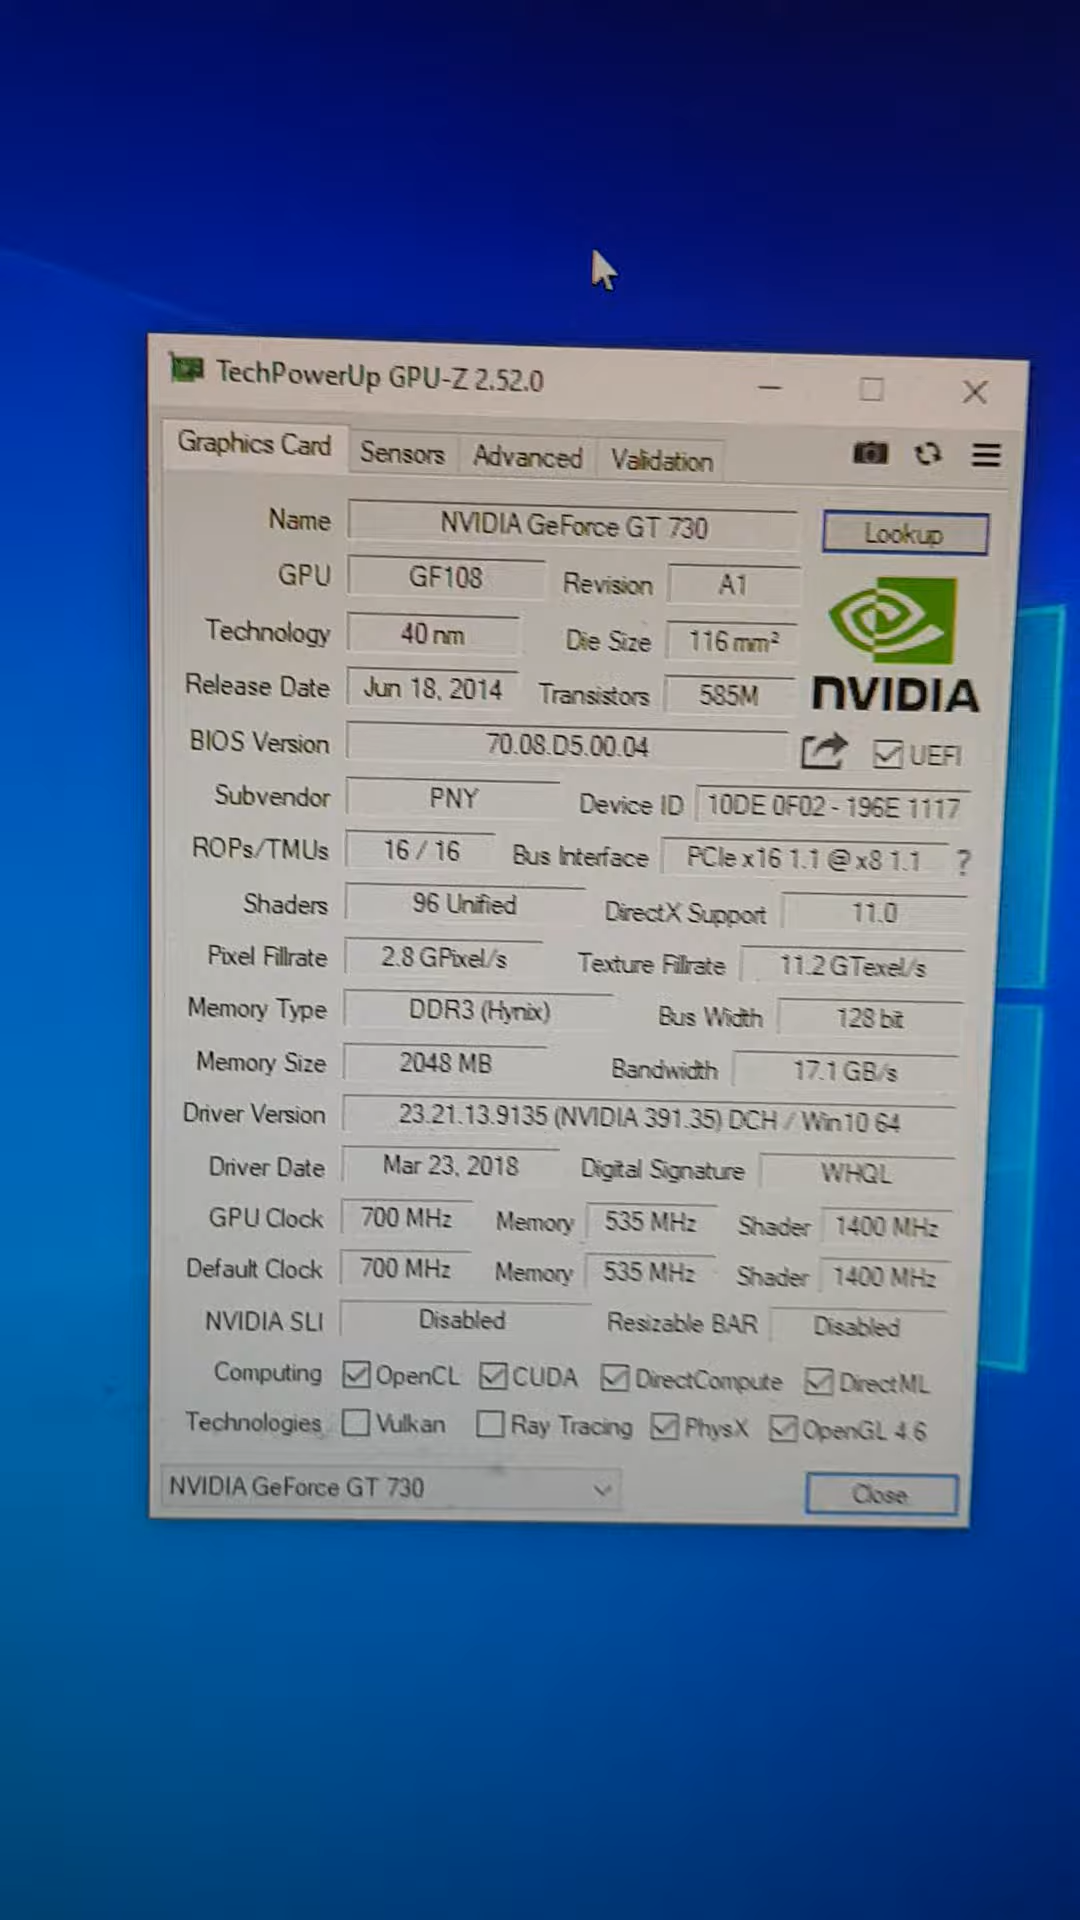 TechPowerUp GPU-Z 2.52.0
Graphics Card Sensors Advanced Validation
Name NVIDIA GeForce GT 730 Lookup
GPU GF108 Revision A1
Technology 40 nm Die Size 116 mm²
Release Date Jun 18, 2014 Transistors 585M
NVIDIA
BIOS Version 70.08.D5.00.04 UEFI
Subvendor PNY Device ID 10DE 0F02 - 196E 1117
ROPs/TMUs 16 / 16 Bus Interface PCIe x16 1.1 @ x8 1.1 ?
Shaders 96 Unified DirectX Support 11.0
Pixel Fillrate 2.8 GPixel/s Texture Fillrate 11.2 GTexel/s
Memory Type DDR3 (Hynix) Bus Width 128 bit
Memory Size 2048 MB Bandwidth 17.1 GB/s
Driver Version 23.21.13.9135 (NVIDIA 391.35) DCH / Win10 64
Driver Date Mar 23, 2018 Digital Signature WHQL
GPU Clock 700 MHz Memory 535 MHz Shader 1400 MHz
Default Clock 700 MHz Memory 535 MHz Shader 1400 MHz
NVIDIA SLI Disabled Resizable BAR Disabled
Computing OpenCL CUDA DirectCompute DirectML
Technologies Vulkan Ray Tracing PhysX OpenGL 4.6
NVIDIA GeForce GT 730 Close